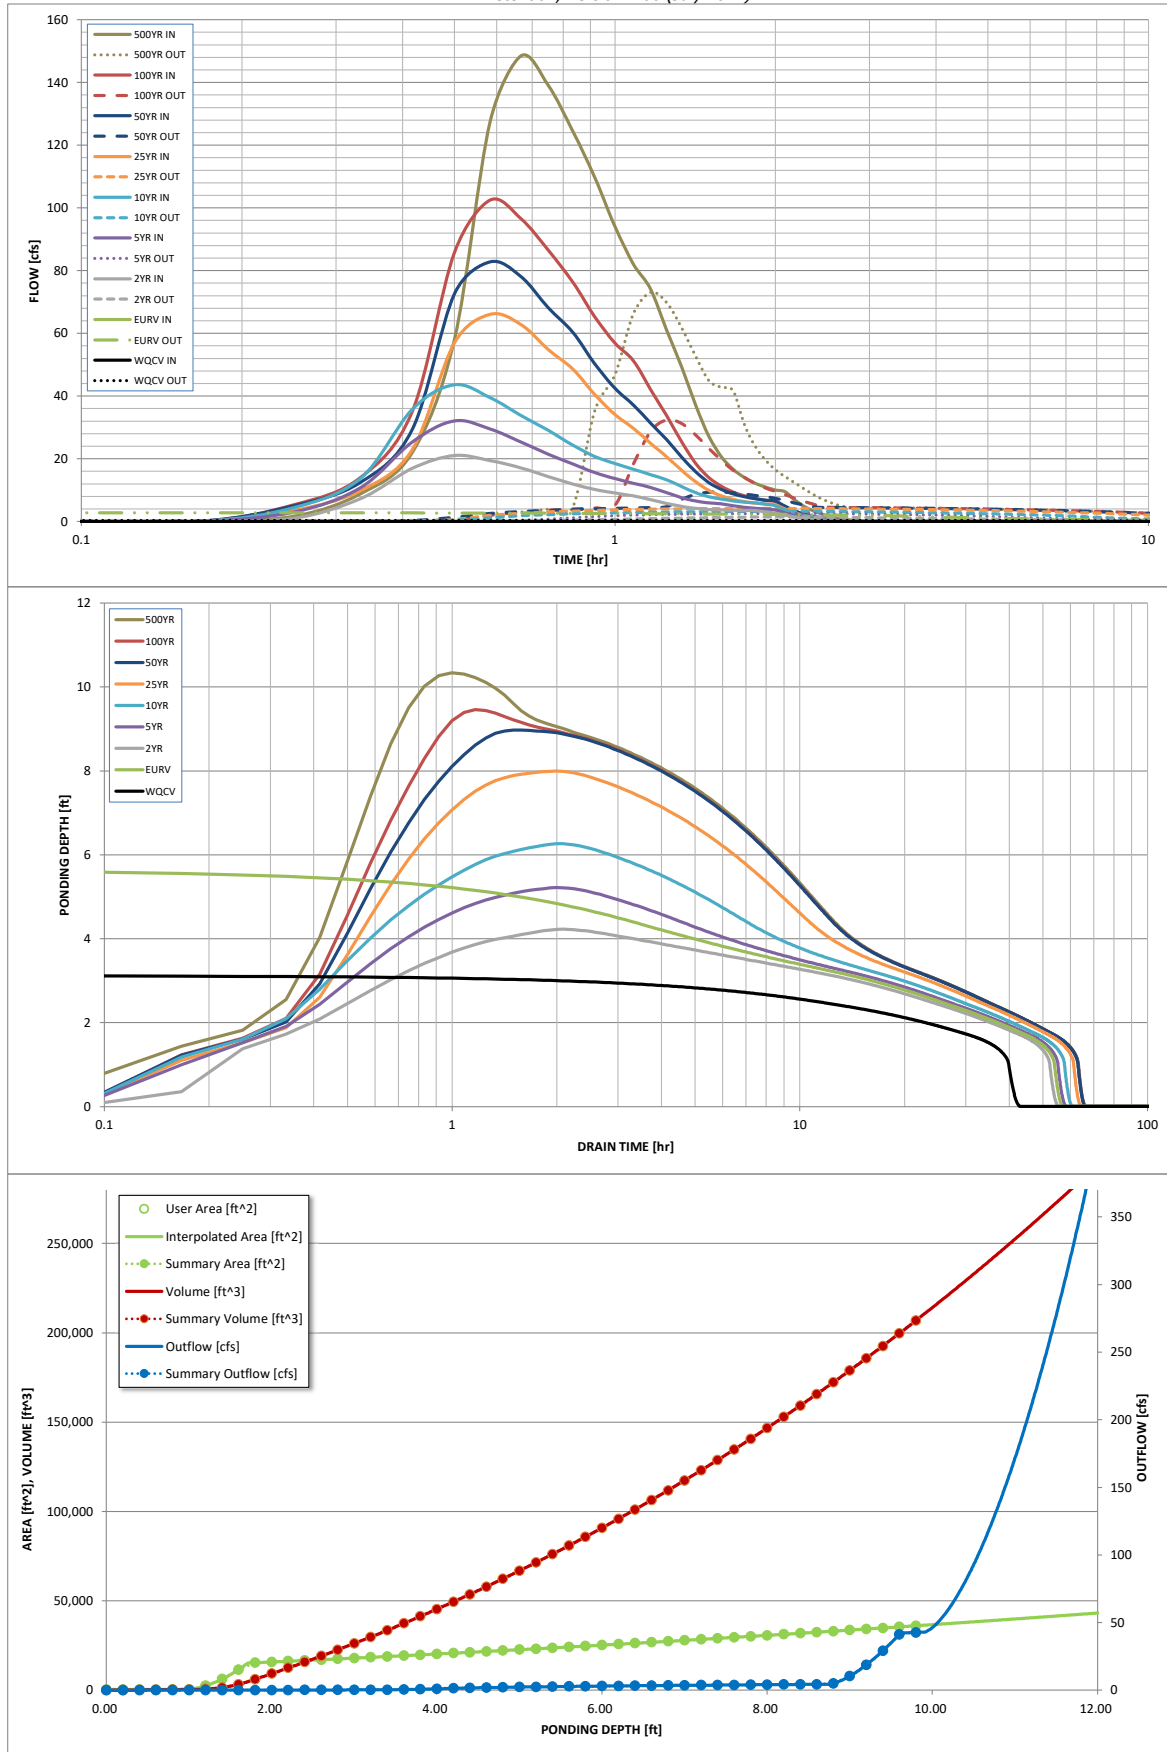 160
140
120
100
80
60
40
20
0
FLOW [cfs]
500YR IN
500YR OUT
100YR IN
100YR OUT
50YR IN
50YR OUT
25YR IN
25YR OUT
10YR IN
10YR OUT
5YR IN
5YR OUT
2YR IN
2YR OUT
EURV IN
EURV OUT
WQCV IN
WQCV OUT
0.1
1
10
TIME [hr]
12
10
8
6
4
2
0
PONDING DEPTH [ft]
500YR
100YR
50YR
25YR
10YR
5YR
2YR
EURV
WQCV
0.1
1
10
100
DRAIN TIME [hr]
User Area [ft^2]
Interpolated Area [ft^2]
Summary Area [ft^2]
Volume [ft^3]
Summary Volume [ft^3]
Outflow [cfs]
Summary Outflow [cfs]
250,000
200,000
150,000
100,000
50,000
0
AREA [ft^2], VOLUME [ft^3]
350
300
250
200
150
100
50
0
OUTFLOW [cfs]
0.00
2.00
4.00
6.00
8.00
10.00
12.00
PONDING DEPTH [ft]